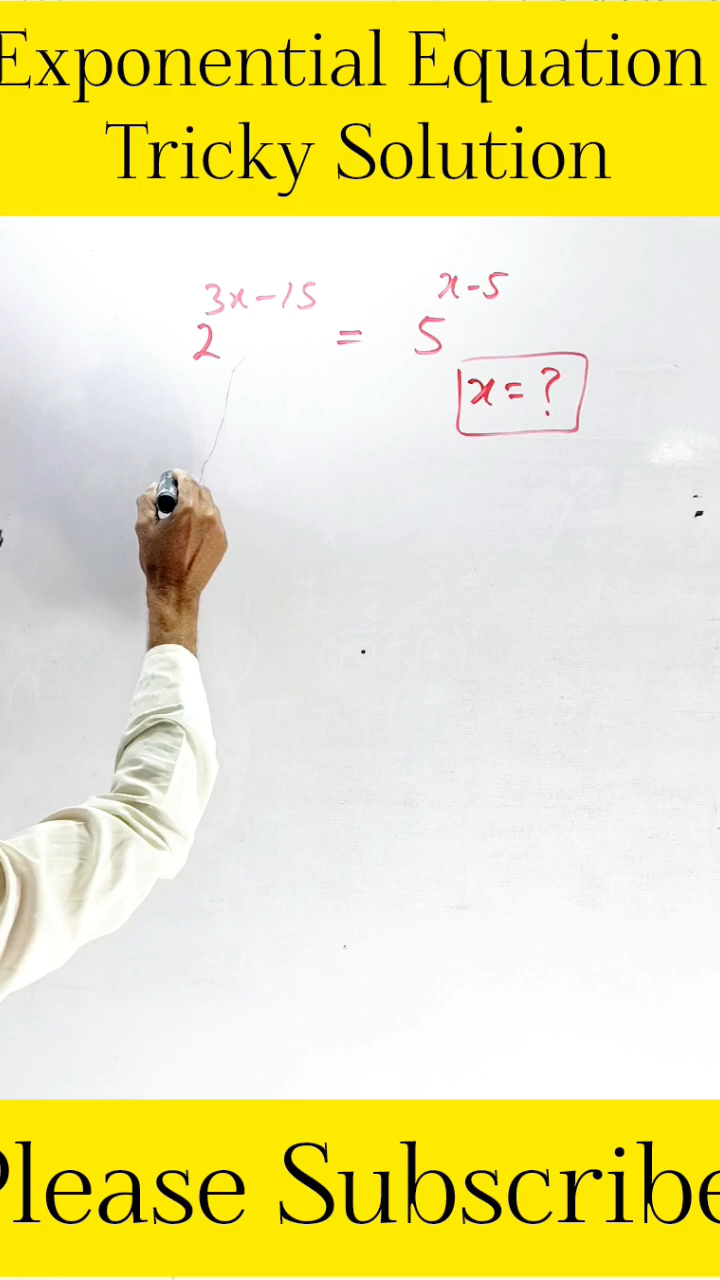 Exponential Equation
Tricky Solution
2^{3x-15} = 5^{x-5}
x = ?
Please Subscribe